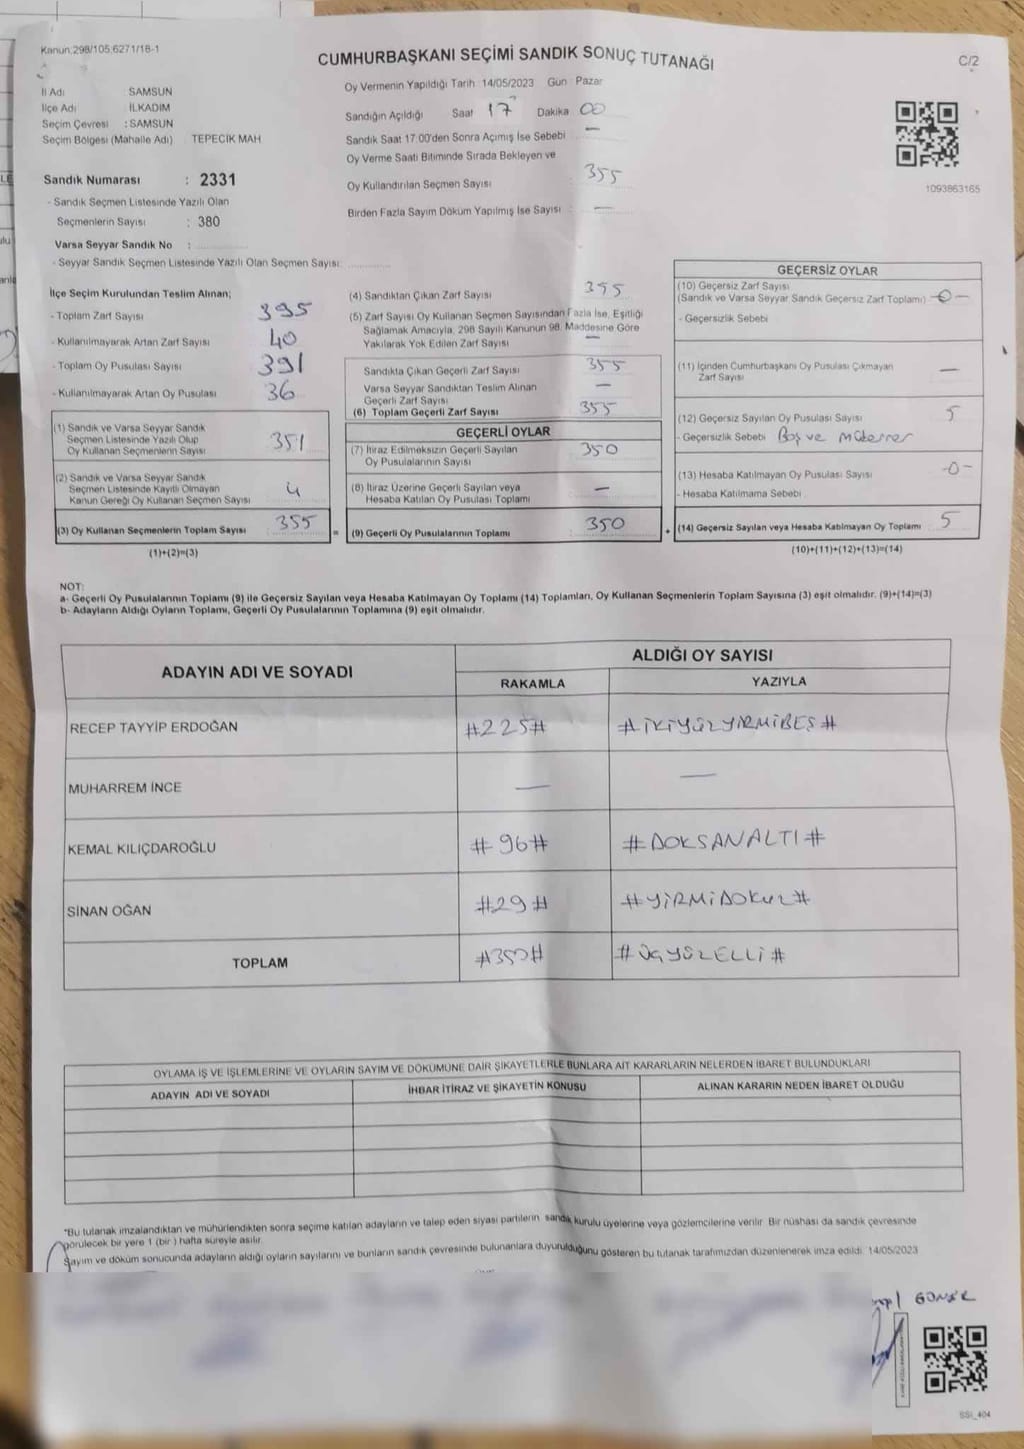 Kanun:298/105,6271/18-1
CUMHURBAŞKANI SEÇİMİ SANDIK SONUÇ TUTANAĞI
C/2
İl Adı SAMSUN
İlçe Adı İLKADIM
Seçim Çevresi : SAMSUN
Seçim Bölgesi (Mahalle Adı) TEPECİK MAH
Oy Vermenin Yapıldığı Tarih 14/05/2023 Gün Pazar
Sandığın Açıldığı Saat 17 Dakika 00
Sandık Saat 17:00'den Sonra Açımış İse Sebebi —
Oy Verme Saati Bitiminde Sırada Bekleyen ve
Oy Kullandırılan Seçmen Sayısı 355
Birden Fazla Sayım Döküm Yapılmış İse Sayısı : —
1093863165
Sandık Numarası : 2331
- Sandık Seçmen Listesinde Yazılı Olan
Seçmenlerin Sayısı : 380
Varsa Seyyar Sandık No :
- Seyyar Sandık Seçmen Listesinde Yazılı Olan Seçmen Sayısı:
İlçe Seçim Kurulundan Teslim Alınan;
- Toplam Zarf Sayısı 395
- Kullanılmayarak Artan Zarf Sayısı 40
- Toplam Oy Pusulası Sayısı 391
- Kullanılmayarak Artan Oy Pusulası 36
(1) Sandık ve Varsa Seyyar Sandık
Seçmen Listesinde Yazılı Olup
Oy Kullanan Seçmenlerin Sayısı 351
(2) Sandık ve Varsa Seyyar Sandık
Seçmen Listesinde Kayıtlı Olmayan
Kanun Gereği Oy Kullanan Seçmen Sayısı 4
(3) Oy Kullanan Seçmenlerin Toplam Sayısı 355 =
(1)+(2)=(3)
(4) Sandıktan Çıkan Zarf Sayısı 355
(5) Zarf Sayısı Oy Kullanan Seçmen Sayısından Fazla İse, Eşitliği
Sağlamak Amacıyla, 298 Sayılı Kanunun 98. Maddesine Göre
Yakılarak Yok Edilen Zarf Sayısı —
Sandıkta Çıkan Geçerli Zarf Sayısı 355
Varsa Seyyar Sandıktan Teslim Alınan
Geçerli Zarf Sayısı —
(6) Toplam Geçerli Zarf Sayısı 355
GEÇERLİ OYLAR
(7) İtiraz Edilmeksizin Geçerli Sayılan
Oy Pusulalarının Sayısı 350
(8) İtiraz Üzerine Geçerli Sayılan veya
Hesaba Katılan Oy Pusulası Toplamı —
(9) Geçerli Oy Pusulalarının Toplamı 350 +
GEÇERSİZ OYLAR
(10) Geçersiz Zarf Sayısı
(Sandık ve Varsa Seyyar Sandık Geçersiz Zarf Toplamı) -0-
- Geçersizlik Sebebi
(11) İçinden Cumhurbaşkanı Oy Pusulası Çıkmayan
Zarf Sayısı —
(12) Geçersiz Sayılan Oy Pusulası Sayısı 5
- Geçersizlik Sebebi Boş ve
(13) Hesaba Katılmayan Oy Pusulası Sayısı -0-
- Hesaba Katılmama Sebebi
(14) Geçersiz Sayılan veya Hesaba Katılmayan Oy Toplamı 5
(10)+(11)+(12)+(13)=(14)
NOT:
a- Geçerli Oy Pusulalarının Toplamı (9) ile Geçersiz Sayılan veya Hesaba Katılmayan Oy Toplamı (14) Toplamları, Oy Kullanan Seçmenlerin Toplam Sayısına (3) eşit olmalıdır. (9)+(14)=(3)
b- Adayların Aldığı Oyların Toplamı, Geçerli Oy Pusulalarının Toplamına (9) eşit olmalıdır.
ADAYIN ADI VE SOYADI ALDIĞI OY SAYISI
RAKAMLA YAZIYLA
RECEP TAYYİP ERDOĞAN #225# #İKİYÜZYİRMİBEŞ#
MUHARREM İNCE — —
KEMAL KILIÇDAROĞLU #96# #DOKSANALTI#
SİNAN OĞAN #29# #YİRMİDOKUZ#
TOPLAM #350# #ÜÇYÜZELLİ#
OYLAMA İŞ VE İŞLEMLERİNE VE OYLARIN SAYIM VE DÖKÜMÜNE DAİR ŞİKAYETLERLE BUNLARA AİT KARARLARIN NELERDEN İBARET BULUNDUKLARI
ADAYIN ADI VE SOYADI İHBAR İTİRAZ VE ŞİKAYETİN KONUSU ALINAN KARARIN NEDEN İBARET OLDUĞU
*Bu tutanak imzalandıktan ve mühürlendikten sonra seçime katılan adayların ve talep eden siyasi partilerin sandık kurulu üyelerine veya gözlemcilerine verilir. Bir nüshası da sandık çevresinde
görülecek bir yere 1 (bir) hafta süreyle asılır.
Sayım ve döküm sonucunda adayların aldığı oyların sayılarını ve bunların sandık çevresinde bulunanlara duyurulduğunu gösteren bu tutanak tarafımızdan düzenlenerek imza edildi. 14/05/2023
SSI_404